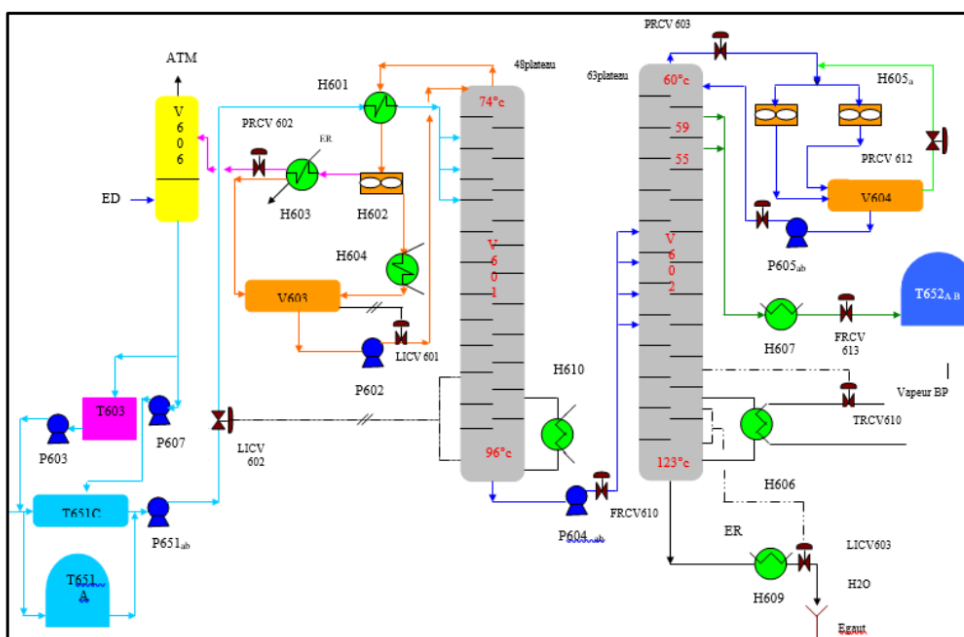 PRCV 603
ATM
48plateau
63plateau
H601
74°c
60°c
H605a
V
6
0
6
PRCV 602
ER
59
55
PRCV 612
ED
H603
H602
V604
H604
V
6
0
1
V
6
0
2
P605ab
T652A B
V603
LICV 601
H607
FRCV
613
P602
H610
Vapeur BP
T603
TRCV610
P603
P607
LICV
602
96°c
123°c
H606
FRCV610
T651C
P651ab
P604 ab
ER
LICV603
T651
A
H609
H2O
Egaut